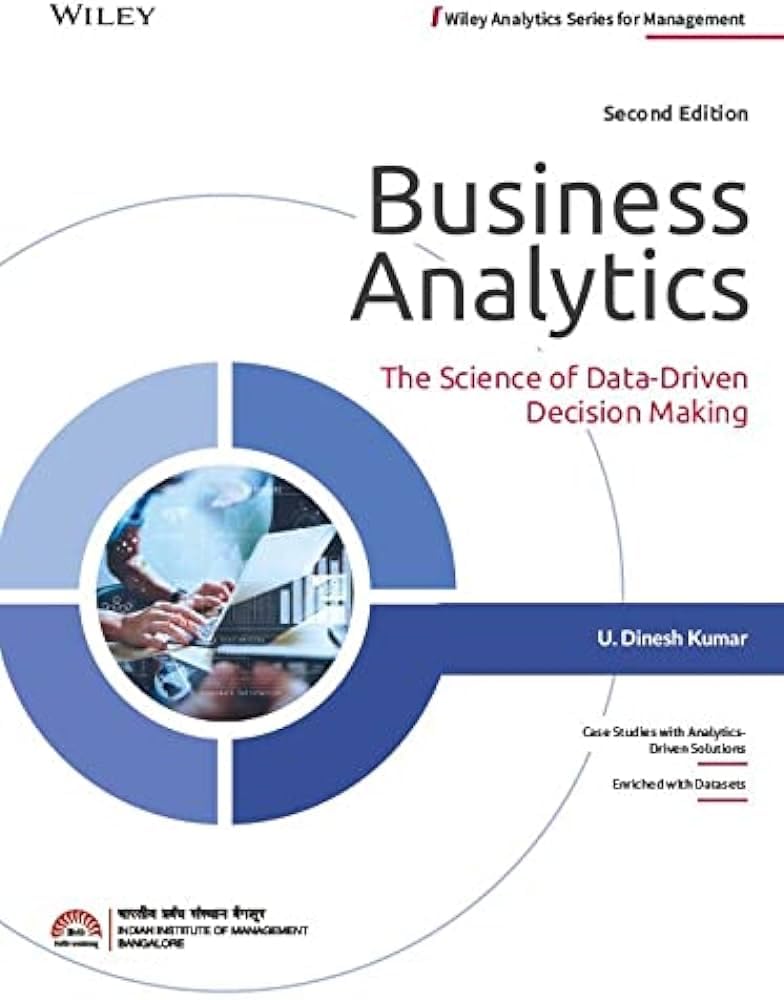 WILEY
Wiley Analytics Series for Management
Second Edition
Business
Analytics
The Science of Data-Driven
Decision Making
U. Dinesh Kumar
Case Studies with Analytics-
Driven Solutions
Enriched with Datasets
भारतीय प्रबंध संस्थान बेंगलूर
INDIAN INSTITUTE OF MANAGEMENT
BANGALORE